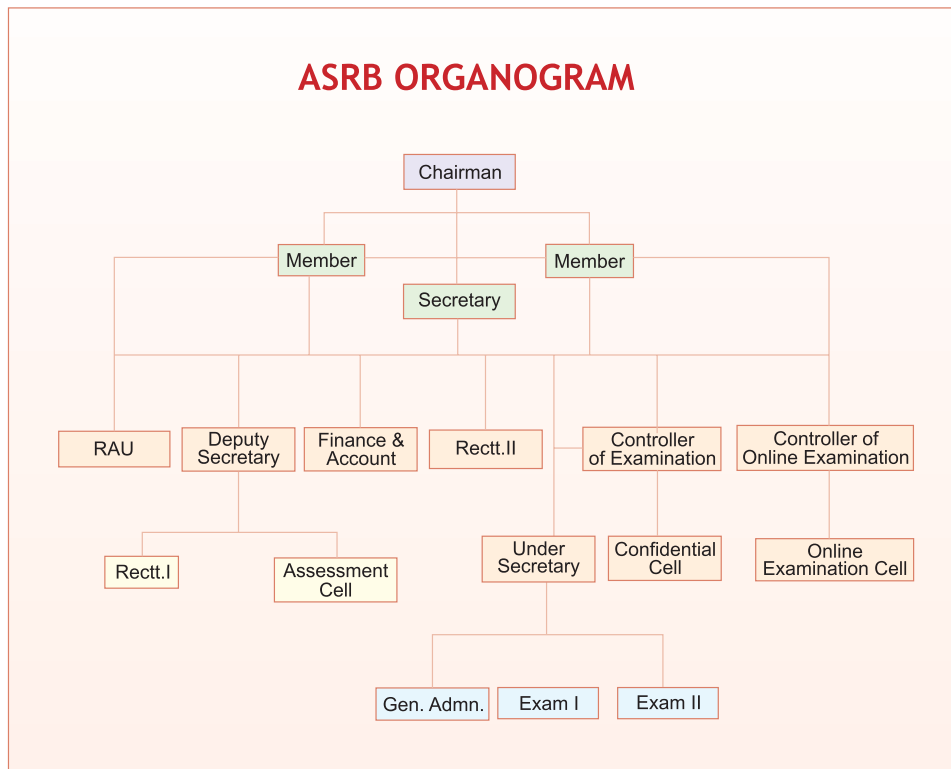 ASRB ORGANOGRAM
Chairman
Member
Member
Secretary
RAU
Deputy
Secretary
Finance &
Account
Rectt.II
Controller
of Examination
Controller of
Online Examination
Rectt.I
Assessment
Cell
Under
Secretary
Confidential
Cell
Online
Examination Cell
Gen. Admn.
Exam I
Exam II